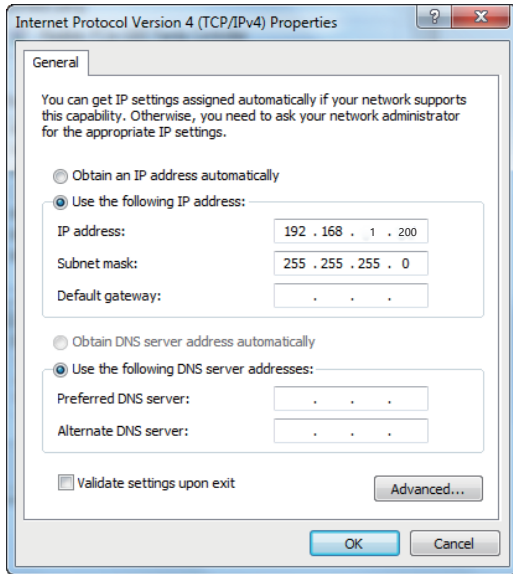 Internet Protocol Version 4 (TCP/IPv4) Properties
General
You can get IP settings assigned automatically if your network supports
this capability. Otherwise, you need to ask your network administrator
for the appropriate IP settings.
Obtain an IP address automatically
Use the following IP address:
IP address: 192 . 168 . 1 . 200
Subnet mask: 255 . 255 . 255 . 0
Default gateway: . . .
Obtain DNS server address automatically
Use the following DNS server addresses:
Preferred DNS server: . . .
Alternate DNS server: . . .
Validate settings upon exit
Advanced...
OK Cancel